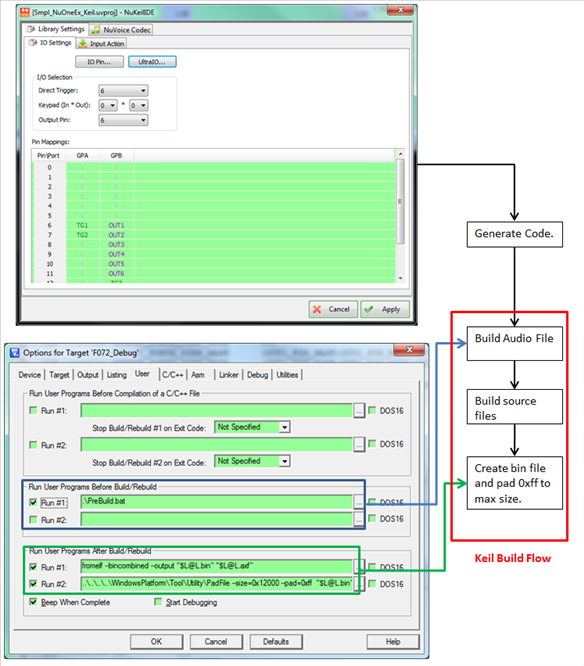 [Smpl_NuOneEx_Keil.uvproj] - NuKeilIDE
Library Settings NuVoice Codec
IO Settings Input Action
IO Pin... UltraIO...
I/O Selection
Direct Trigger: 6
Keypad (In * Out): 0 * 0
Output Pin: 6
Pin Mappings:
Pin\Port GPA GPB
0
1
2
3
4
5
6 TG1 OUT1
7 TG2 OUT2
8 OUT3
9 OUT4
10 OUT5
11 OUT6
12
Cancel Apply
Generate Code.
Build Audio File
Build source
files
Create bin file
and pad 0xff to
max size.
Keil Build Flow
Options for Target 'F072_Debug'
Device Target Output Listing User C/C++ Asm Linker Debug Utilities
Run User Programs Before Compilation of a C/C++ File
Run #1: ... DOS16
Stop Build/Rebuild #1 on Exit Code: Not Specified
Run #2: ... DOS16
Stop Build/Rebuild #2 on Exit Code: Not Specified
Run User Programs Before Build/Rebuild
Run #1: .\PreBuild.bat ... DOS16
Run #2: ... DOS16
Run User Programs After Build/Rebuild
Run #1: fromelf --bincombined --output "$L@L.bin" "$L@L.axf" ... DOS16
Run #2: ..\..\..\..\WindowsPlatform\Tool\Utility\PadFile --size=0x12000 --pad=0xff "$L@L.bin" ... DOS16
Beep When Complete Start Debugging
OK Cancel Defaults Help